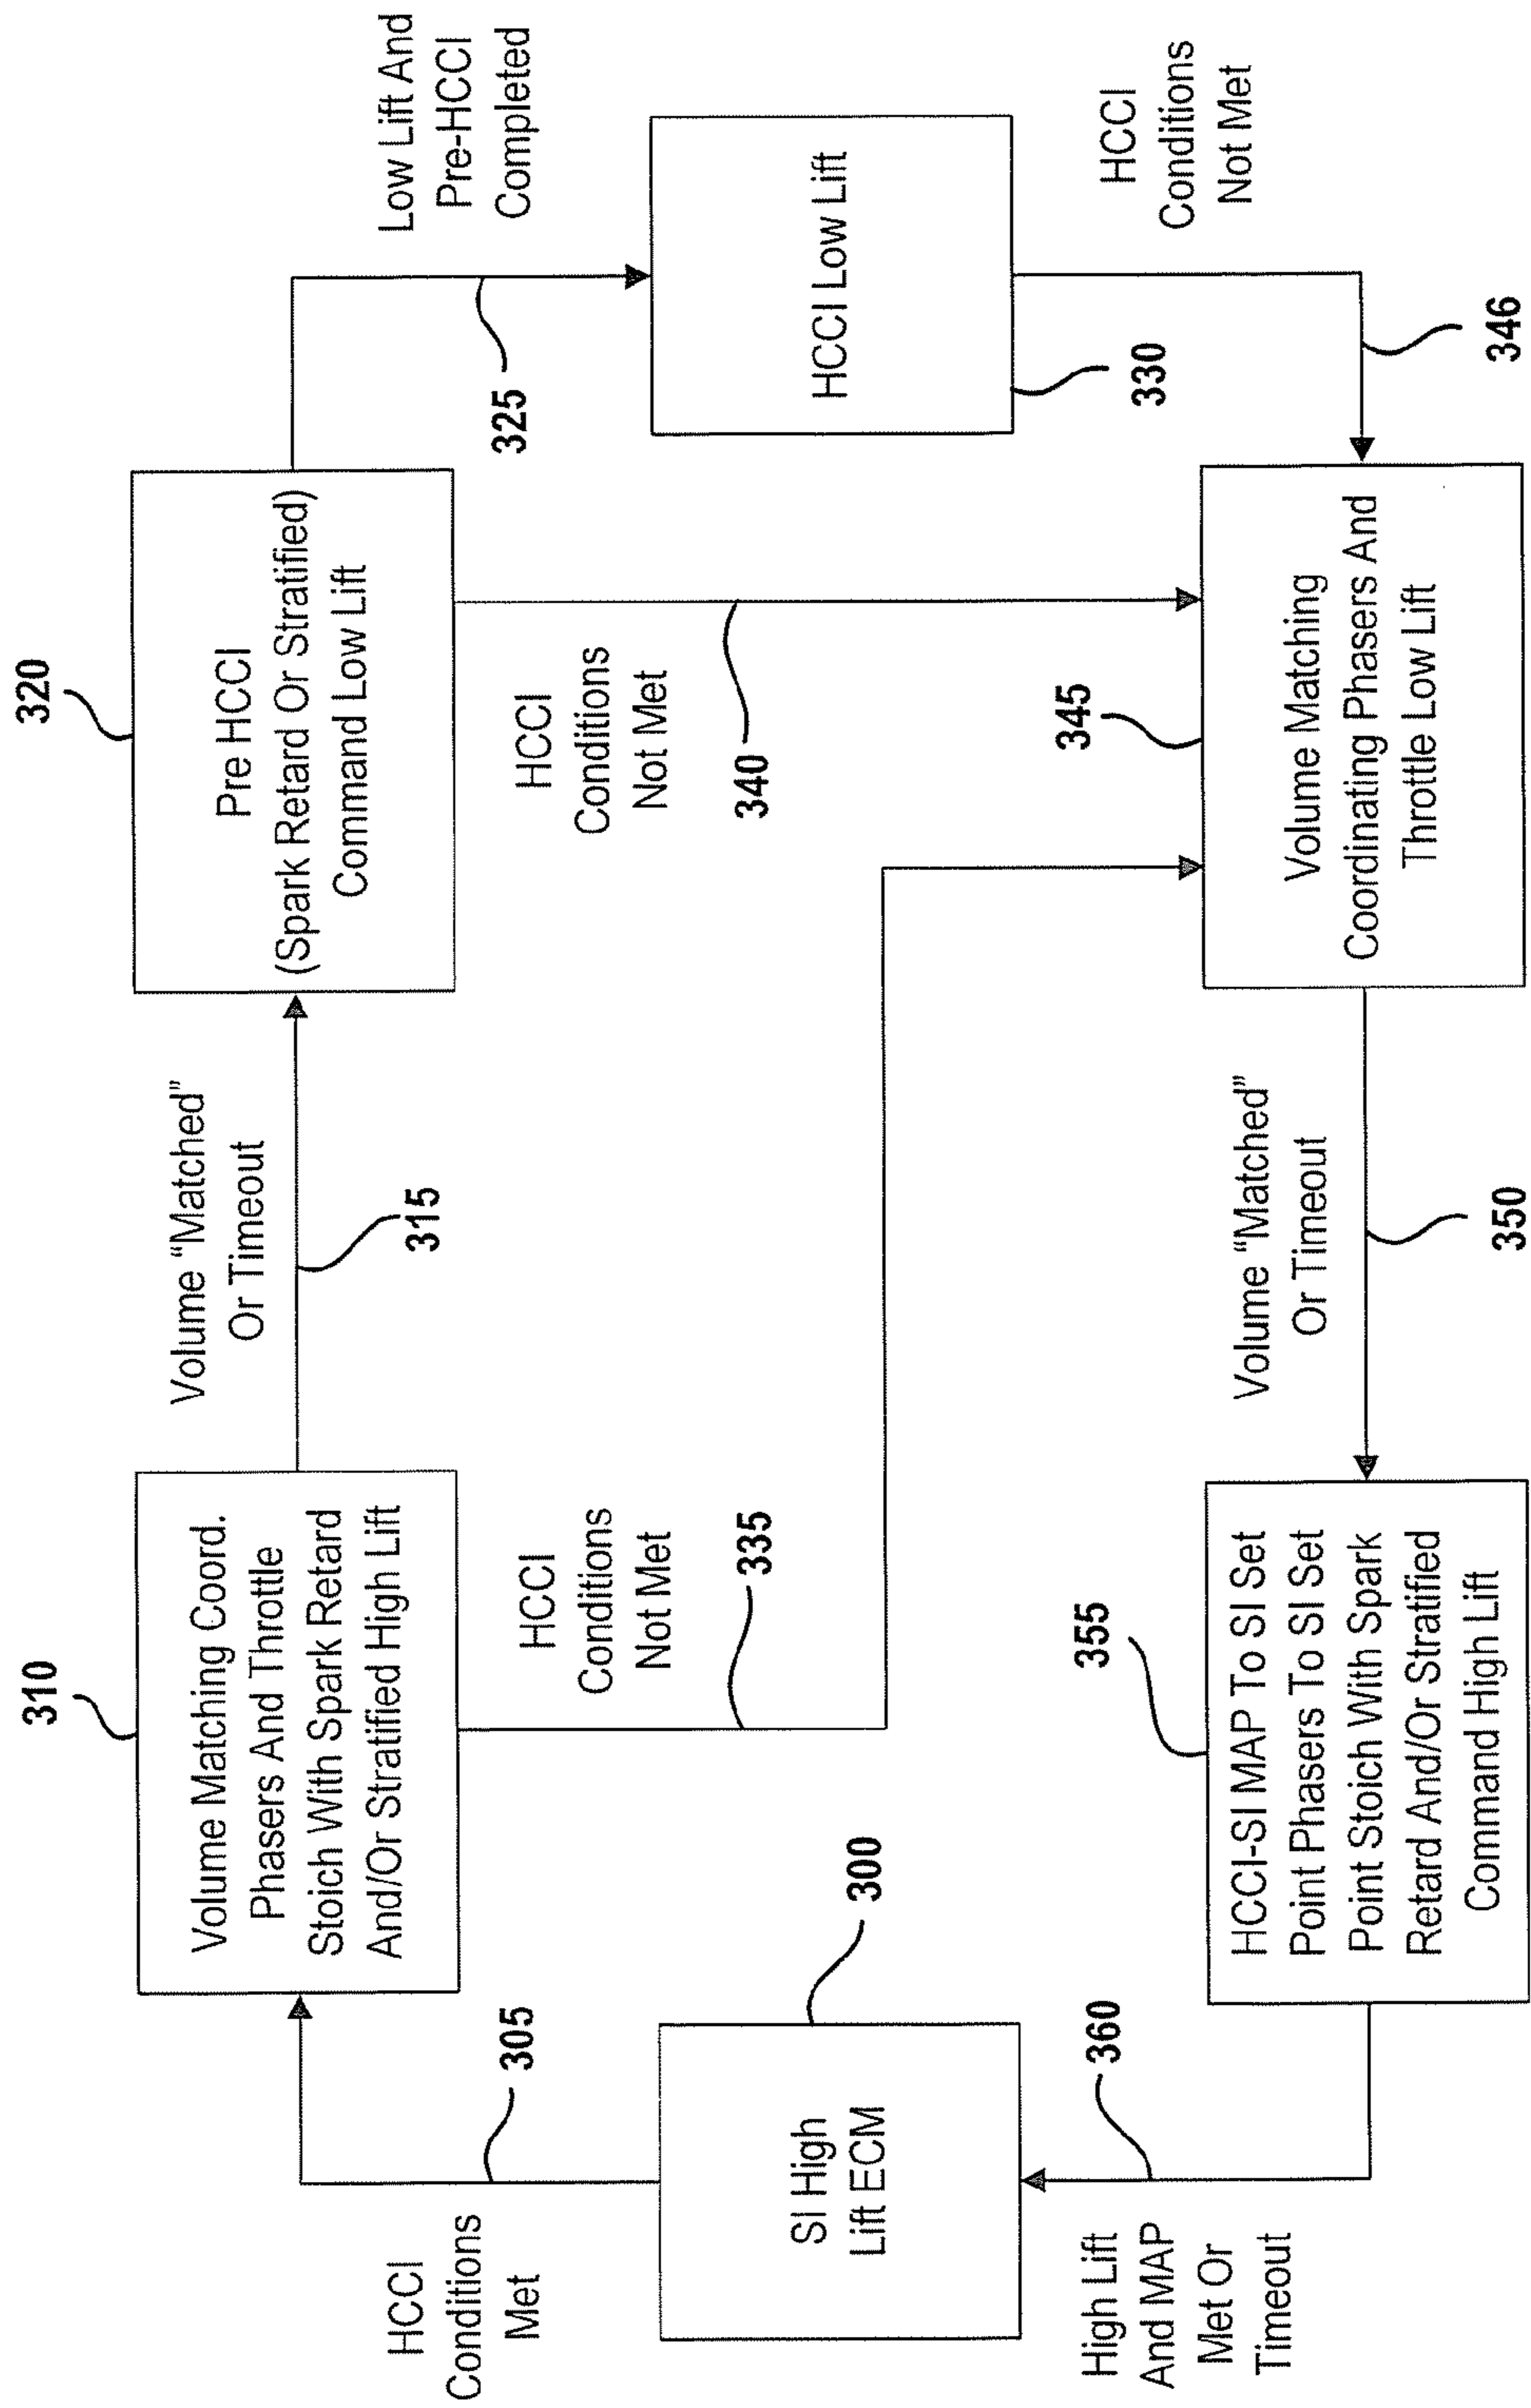 310
Volume Matching Coord.
Phasers And Throttle
Stoich With Spark Retard
And/Or Stratified High Lift
Volume “Matched”
Or Timeout
315
320
Pre HCCI
(Spark Retard Or Stratified)
Command Low Lift
Low Lift And
Pre-HCCI
Completed
325
HCCI
Conditions
Met
305
HCCI
Conditions
Not Met
335
HCCI
Conditions
Not Met
340
SI High
Lift ECM
300
HCCI Low Lift
330
High Lift
And MAP
Met Or
Timeout
360
355
HCCI-SI MAP To SI Set
Point Phasers To SI Set
Point Stoich With Spark
Retard And/Or Stratified
Command High Lift
Volume “Matched”
Or Timeout
350
345
Volume Matching
Coordinating Phasers And
Throttle Low Lift
HCCI
Conditions
Not Met
346